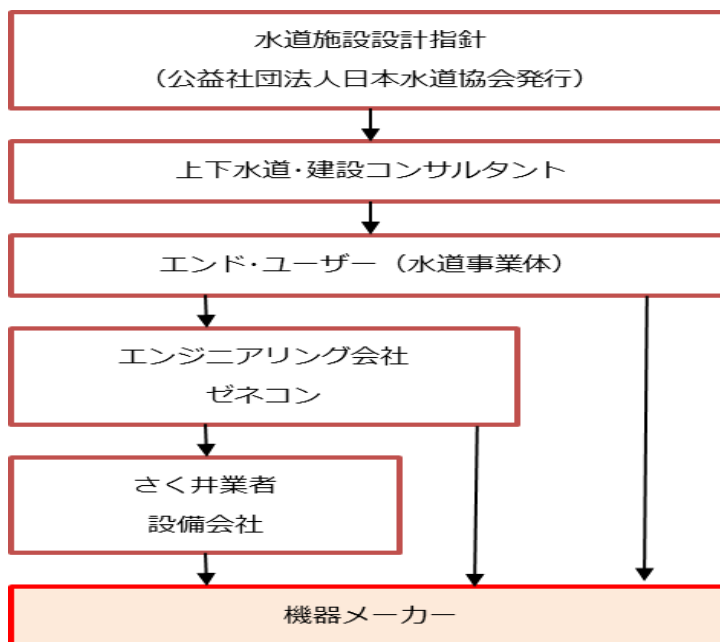 水道施設設計指針
（公益社団法人日本水道協会発行）
上下水道･建設コンサルタント
エンド･ユーザー（水道事業体）
エンジニアリング会社
ゼネコン
さく井業者
設備会社
機器メーカー